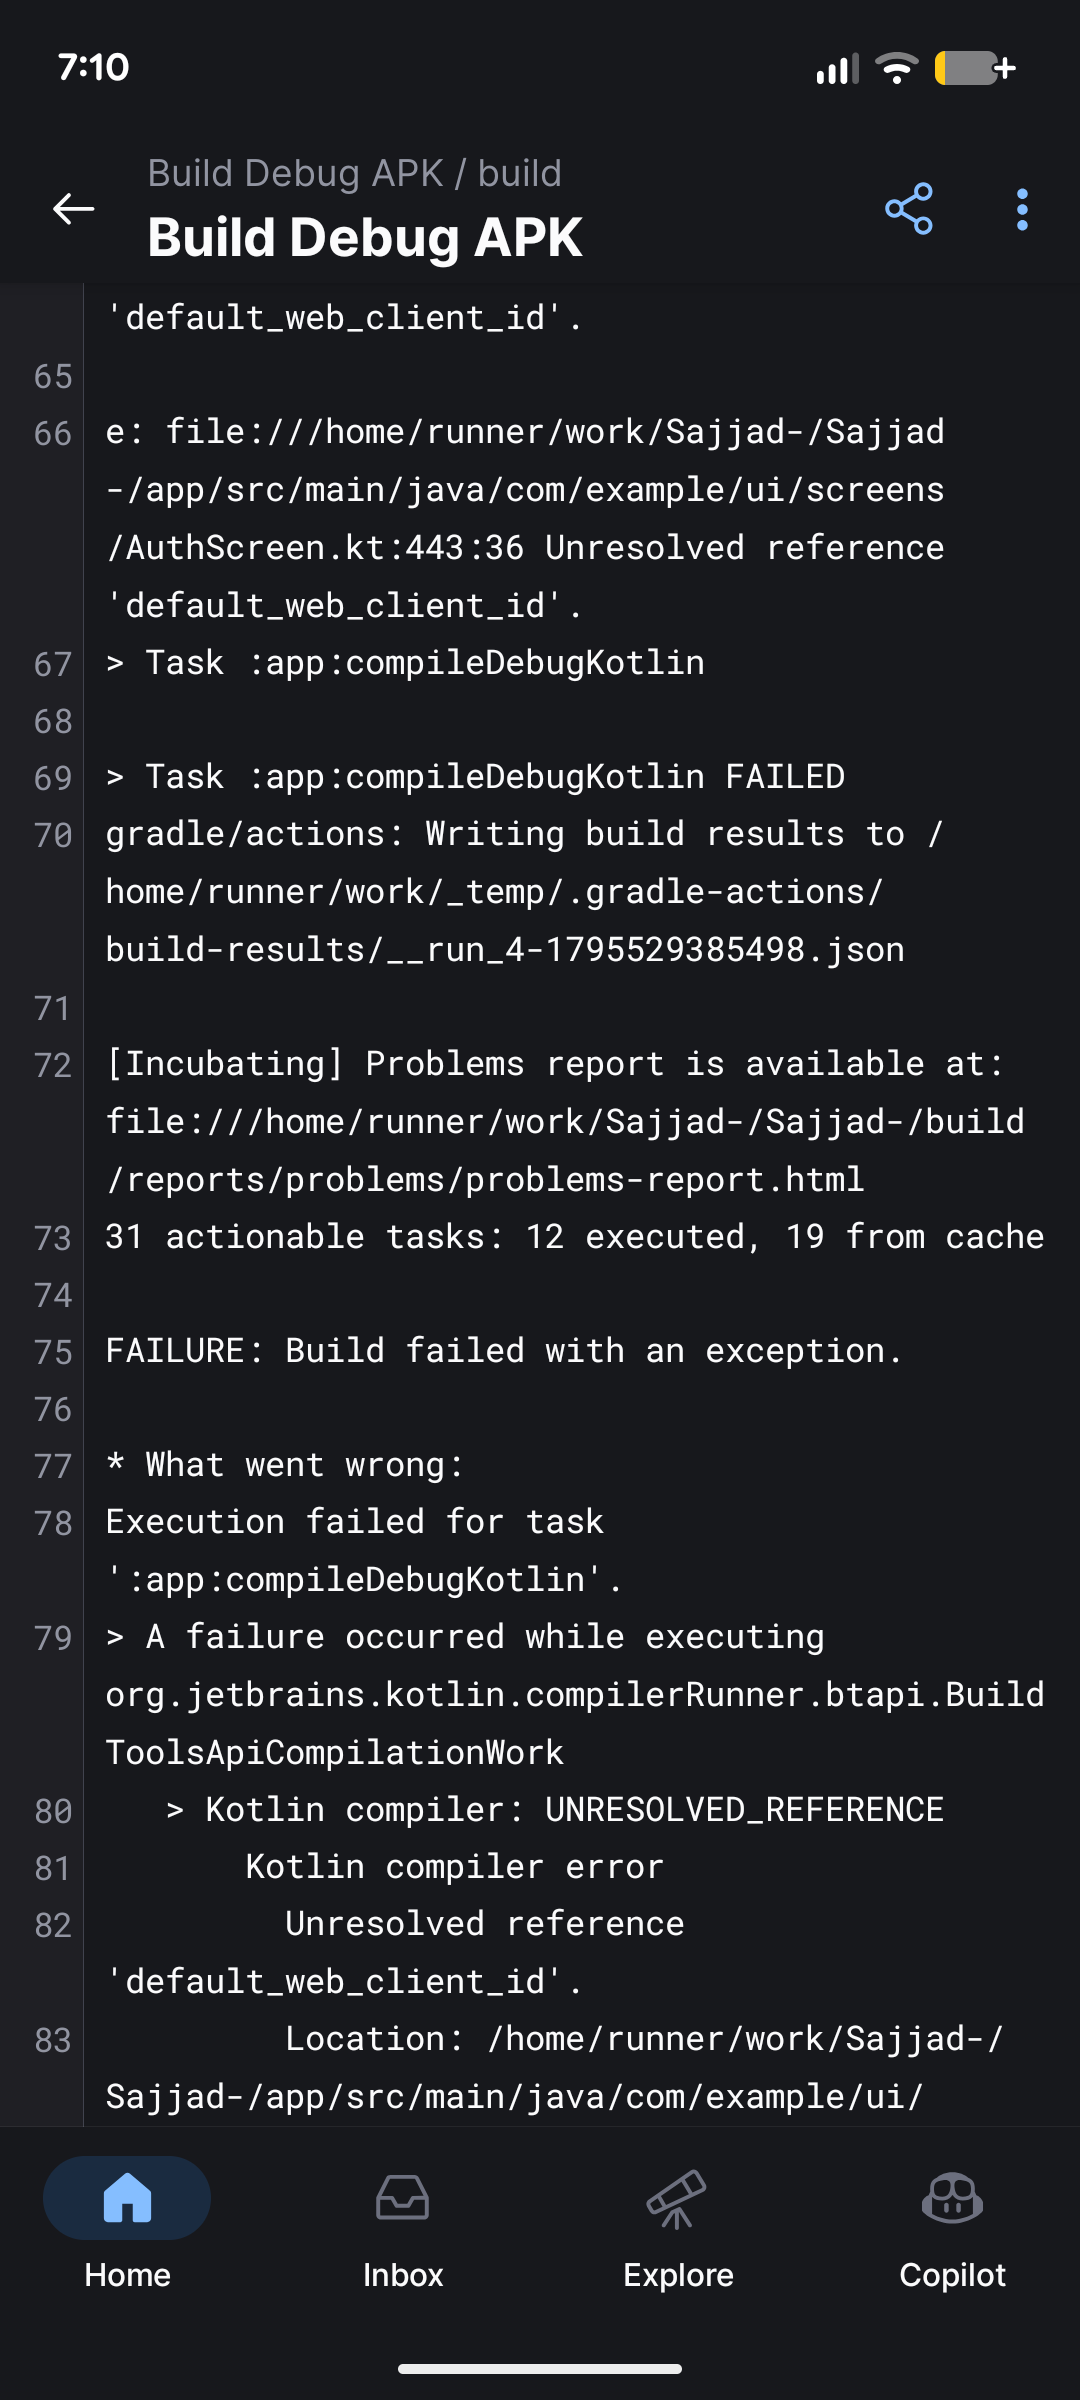 7:10
Build Debug APK / build
Build Debug APK
'default_web_client_id'.
65
66 e: file:///home/runner/work/Sajjad-/Sajjad
-/app/src/main/java/com/example/ui/screens
/AuthScreen.kt:443:36 Unresolved reference
'default_web_client_id'.
67 > Task :app:compileDebugKotlin
68
69 > Task :app:compileDebugKotlin FAILED
70 gradle/actions: Writing build results to /
home/runner/work/_temp/.gradle-actions/
build-results/__run_4-1795529385498.json
71
72 [Incubating] Problems report is available at:
file:///home/runner/work/Sajjad-/Sajjad-/build
/reports/problems/problems-report.html
73 31 actionable tasks: 12 executed, 19 from cache
74
75 FAILURE: Build failed with an exception.
76
77 * What went wrong:
78 Execution failed for task
':app:compileDebugKotlin'.
79 > A failure occurred while executing
org.jetbrains.kotlin.compilerRunner.btapi.Build
ToolsApiCompilationWork
80    > Kotlin compiler: UNRESOLVED_REFERENCE
81        Kotlin compiler error
82          Unresolved reference
'default_web_client_id'.
83          Location: /home/runner/work/Sajjad-/
Sajjad-/app/src/main/java/com/example/ui/
Home
Inbox
Explore
Copilot